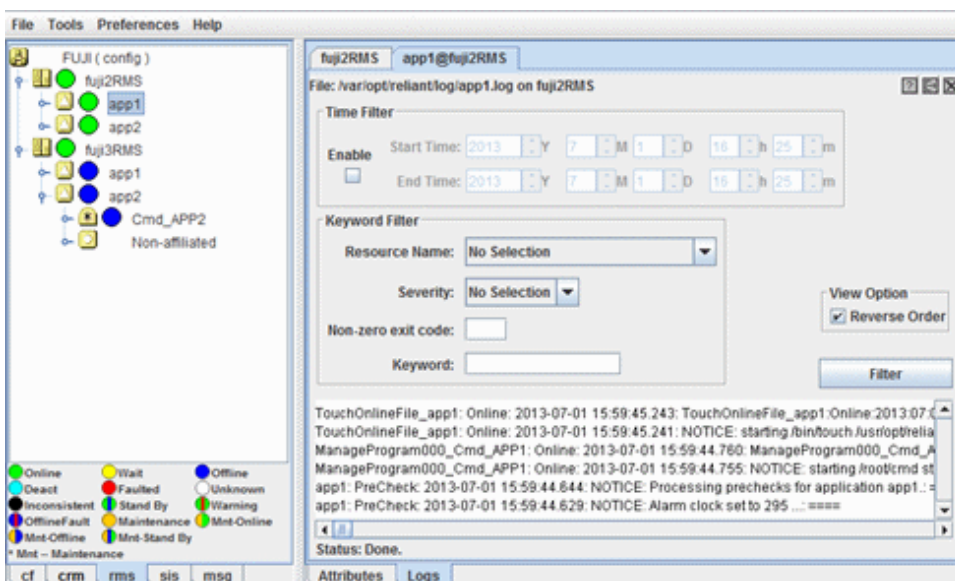 File Tools Preferences Help
FUJI ( config )
fuji2RMS
app1
app2
fuji3RMS
app1
app2
Cmd_APP2
Non-affiliated
Online Wait Offline
Deact Faulted Unknown
Inconsistent Stand By Warning
OfflineFault Maintenance Mnt-Online
Mnt-Offline Mnt-Stand By
* Mnt -- Maintenance
cf crm rms sis msg
fuji2RMS app1@fuji2RMS
File: /var/opt/reliant/log/app1.log on fuji2RMS
Time Filter
Enable
Start Time: 2013 Y 7 M 1 D 16 h 25 m
End Time: 2013 Y 7 M 1 D 16 h 25 m
Keyword Filter
Resource Name: No Selection
Severity: No Selection
Non-zero exit code:
Keyword:
View Option
Reverse Order
Filter
TouchOnlineFile_app1: Online: 2013-07-01 15:59:45.243: TouchOnlineFile_app1:Online:2013:07:
TouchOnlineFile_app1: Online: 2013-07-01 15:59:45.241: NOTICE: starting /bin/touch /usr/opt/relia
ManageProgram000_Cmd_APP1: Online: 2013-07-01 15:59:44.760: ManageProgram000_Cmd_A
ManageProgram000_Cmd_APP1: Online: 2013-07-01 15:59:44.755: NOTICE: starting /root/cmd st
app1: PreCheck: 2013-07-01 15:59:44.644: NOTICE: Processing prechecks for application app1.: =
app1: PreCheck: 2013-07-01 15:59:44.629: NOTICE: Alarm clock set to 295 ...: ====
Status: Done.
Attributes Logs